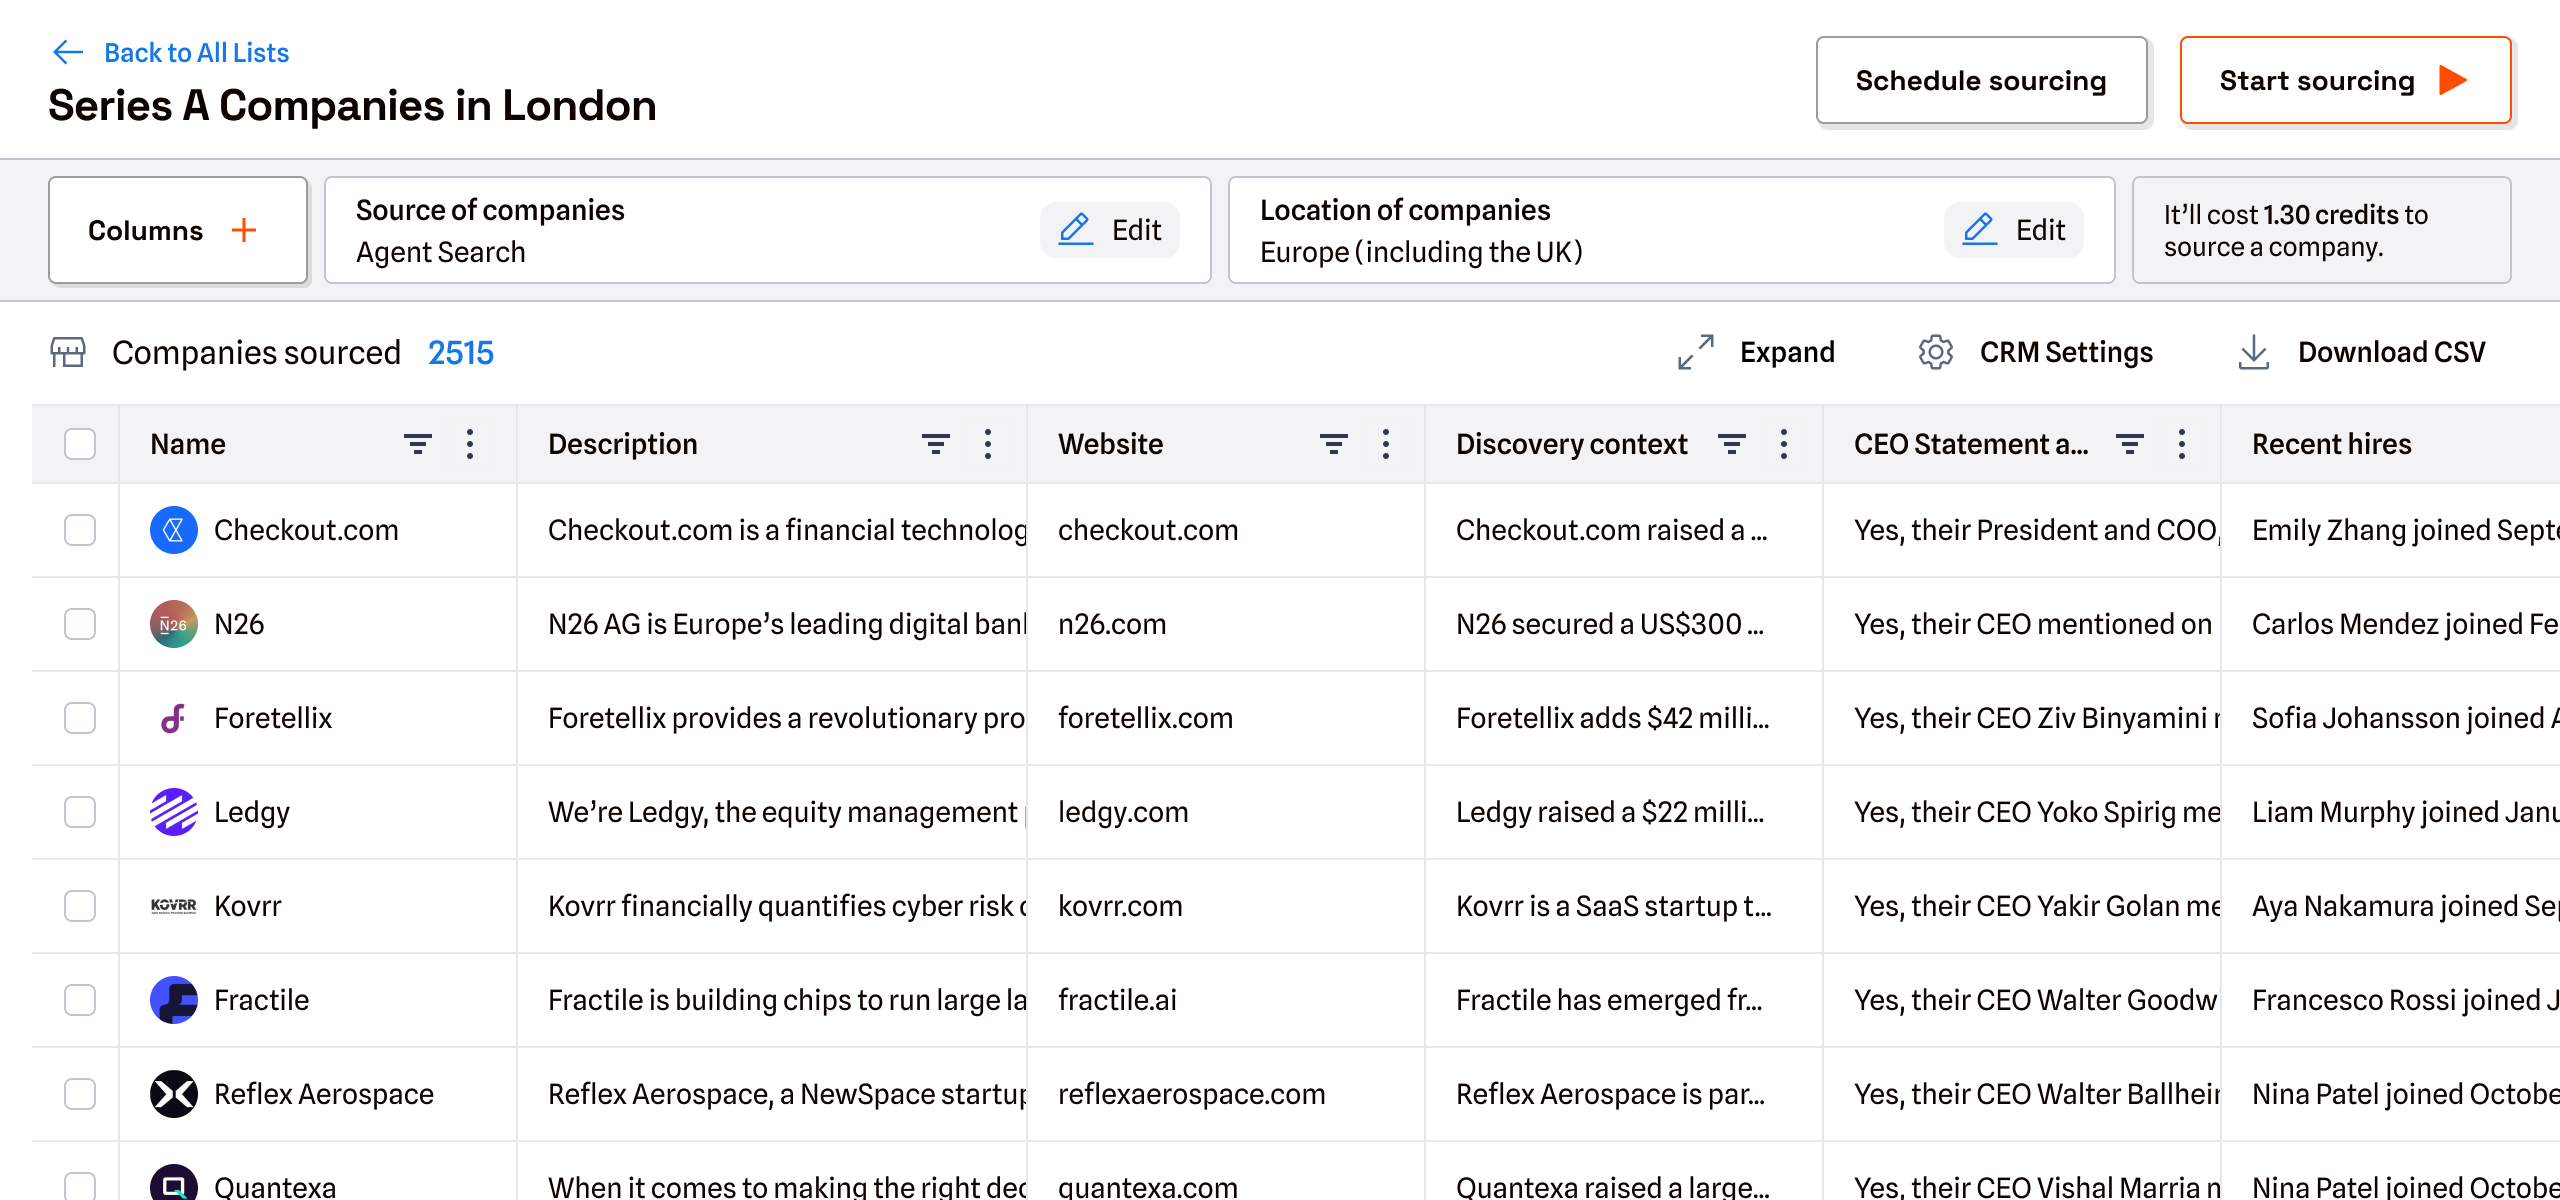 Back to All Lists
Series A Companies in London
Schedule sourcing
Start sourcing
Columns
Source of companies
Agent Search
Edit
Location of companies
Europe (including the UK)
Edit
It’ll cost 1.30 credits to
source a company.
Companies sourced 2515
Expand
CRM Settings
Download CSV
Name Description Website Discovery context CEO Statement a... Recent hires
Checkout.com Checkout.com is a financial technolog checkout.com Checkout.com raised a ... Yes, their President and COO, Emily Zhang joined Septe
N26 N26 N26 AG is Europe’s leading digital bank n26.com N26 secured a US$300 ... Yes, their CEO mentioned on Carlos Mendez joined Fe
Foretellix Foretellix provides a revolutionary pro foretellix.com Foretellix adds $42 milli... Yes, their CEO Ziv Binyamini Sofia Johansson joined A
Ledgy We’re Ledgy, the equity management ledgy.com Ledgy raised a $22 milli... Yes, their CEO Yoko Spirig me Liam Murphy joined Janu
KOVRR Kovrr Kovrr financially quantifies cyber risk kovrr.com Kovrr is a SaaS startup t... Yes, their CEO Yakir Golan me Aya Nakamura joined Sep
Fractile Fractile is building chips to run large la fractile.ai Fractile has emerged fr... Yes, their CEO Walter Goodw Francesco Rossi joined J
Reflex Aerospace Reflex Aerospace, a NewSpace startup reflexaerospace.com Reflex Aerospace is par... Yes, their CEO Walter Ballhei Nina Patel joined Octobe
Quantexa When it comes to making the right dec quantexa.com Quantexa raised a large... Yes, their CEO Vishal Marria Nina Patel joined Octobe